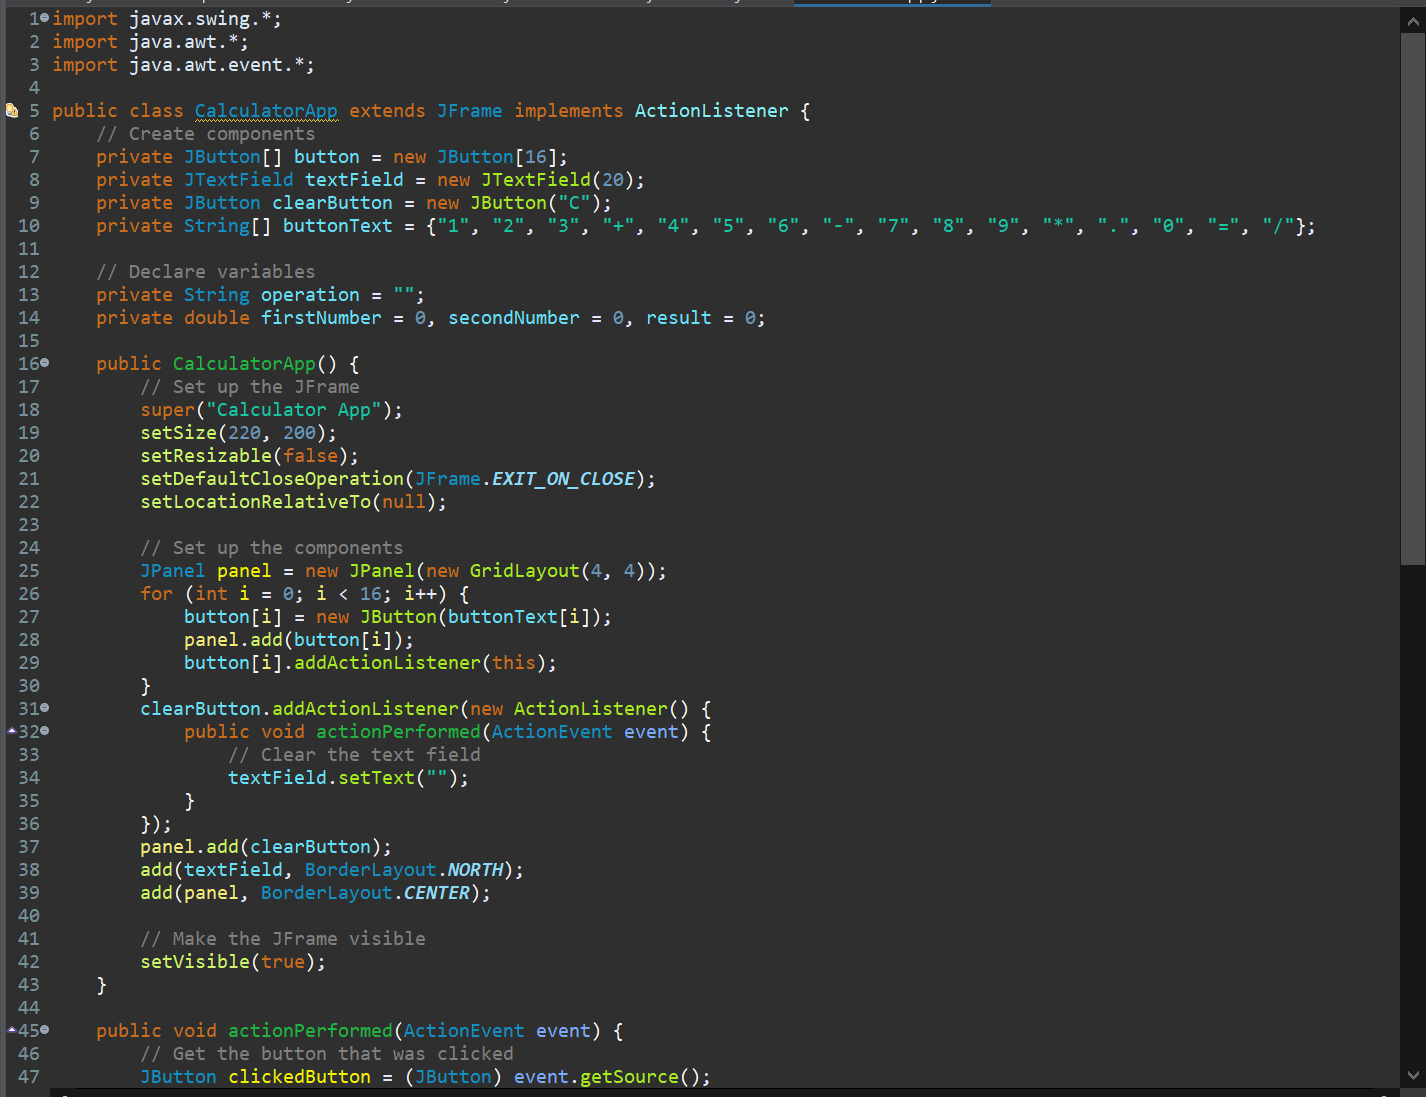 1 import javax.swing.*;
2 import java.awt.*;
3 import java.awt.event.*;
4
5 public class CalculatorApp extends JFrame implements ActionListener {
6     // Create components
7     private JButton[] button = new JButton[16];
8     private JTextField textField = new JTextField(20);
9     private JButton clearButton = new JButton("C");
10     private String[] buttonText = {"1", "2", "3", "+", "4", "5", "6", "-", "7", "8", "9", "*", ".", "0", "=", "/"};
11
12     // Declare variables
13     private String operation = "";
14     private double firstNumber = 0, secondNumber = 0, result = 0;
15
16     public CalculatorApp() {
17         // Set up the JFrame
18         super("Calculator App");
19         setSize(220, 200);
20         setResizable(false);
21         setDefaultCloseOperation(JFrame.EXIT_ON_CLOSE);
22         setLocationRelativeTo(null);
23
24         // Set up the components
25         JPanel panel = new JPanel(new GridLayout(4, 4));
26         for (int i = 0; i < 16; i++) {
27             button[i] = new JButton(buttonText[i]);
28             panel.add(button[i]);
29             button[i].addActionListener(this);
30         }
31         clearButton.addActionListener(new ActionListener() {
32             public void actionPerformed(ActionEvent event) {
33                 // Clear the text field
34                 textField.setText("");
35             }
36         });
37         panel.add(clearButton);
38         add(textField, BorderLayout.NORTH);
39         add(panel, BorderLayout.CENTER);
40
41         // Make the JFrame visible
42         setVisible(true);
43     }
44
45     public void actionPerformed(ActionEvent event) {
46         // Get the button that was clicked
47         JButton clickedButton = (JButton) event.getSource();